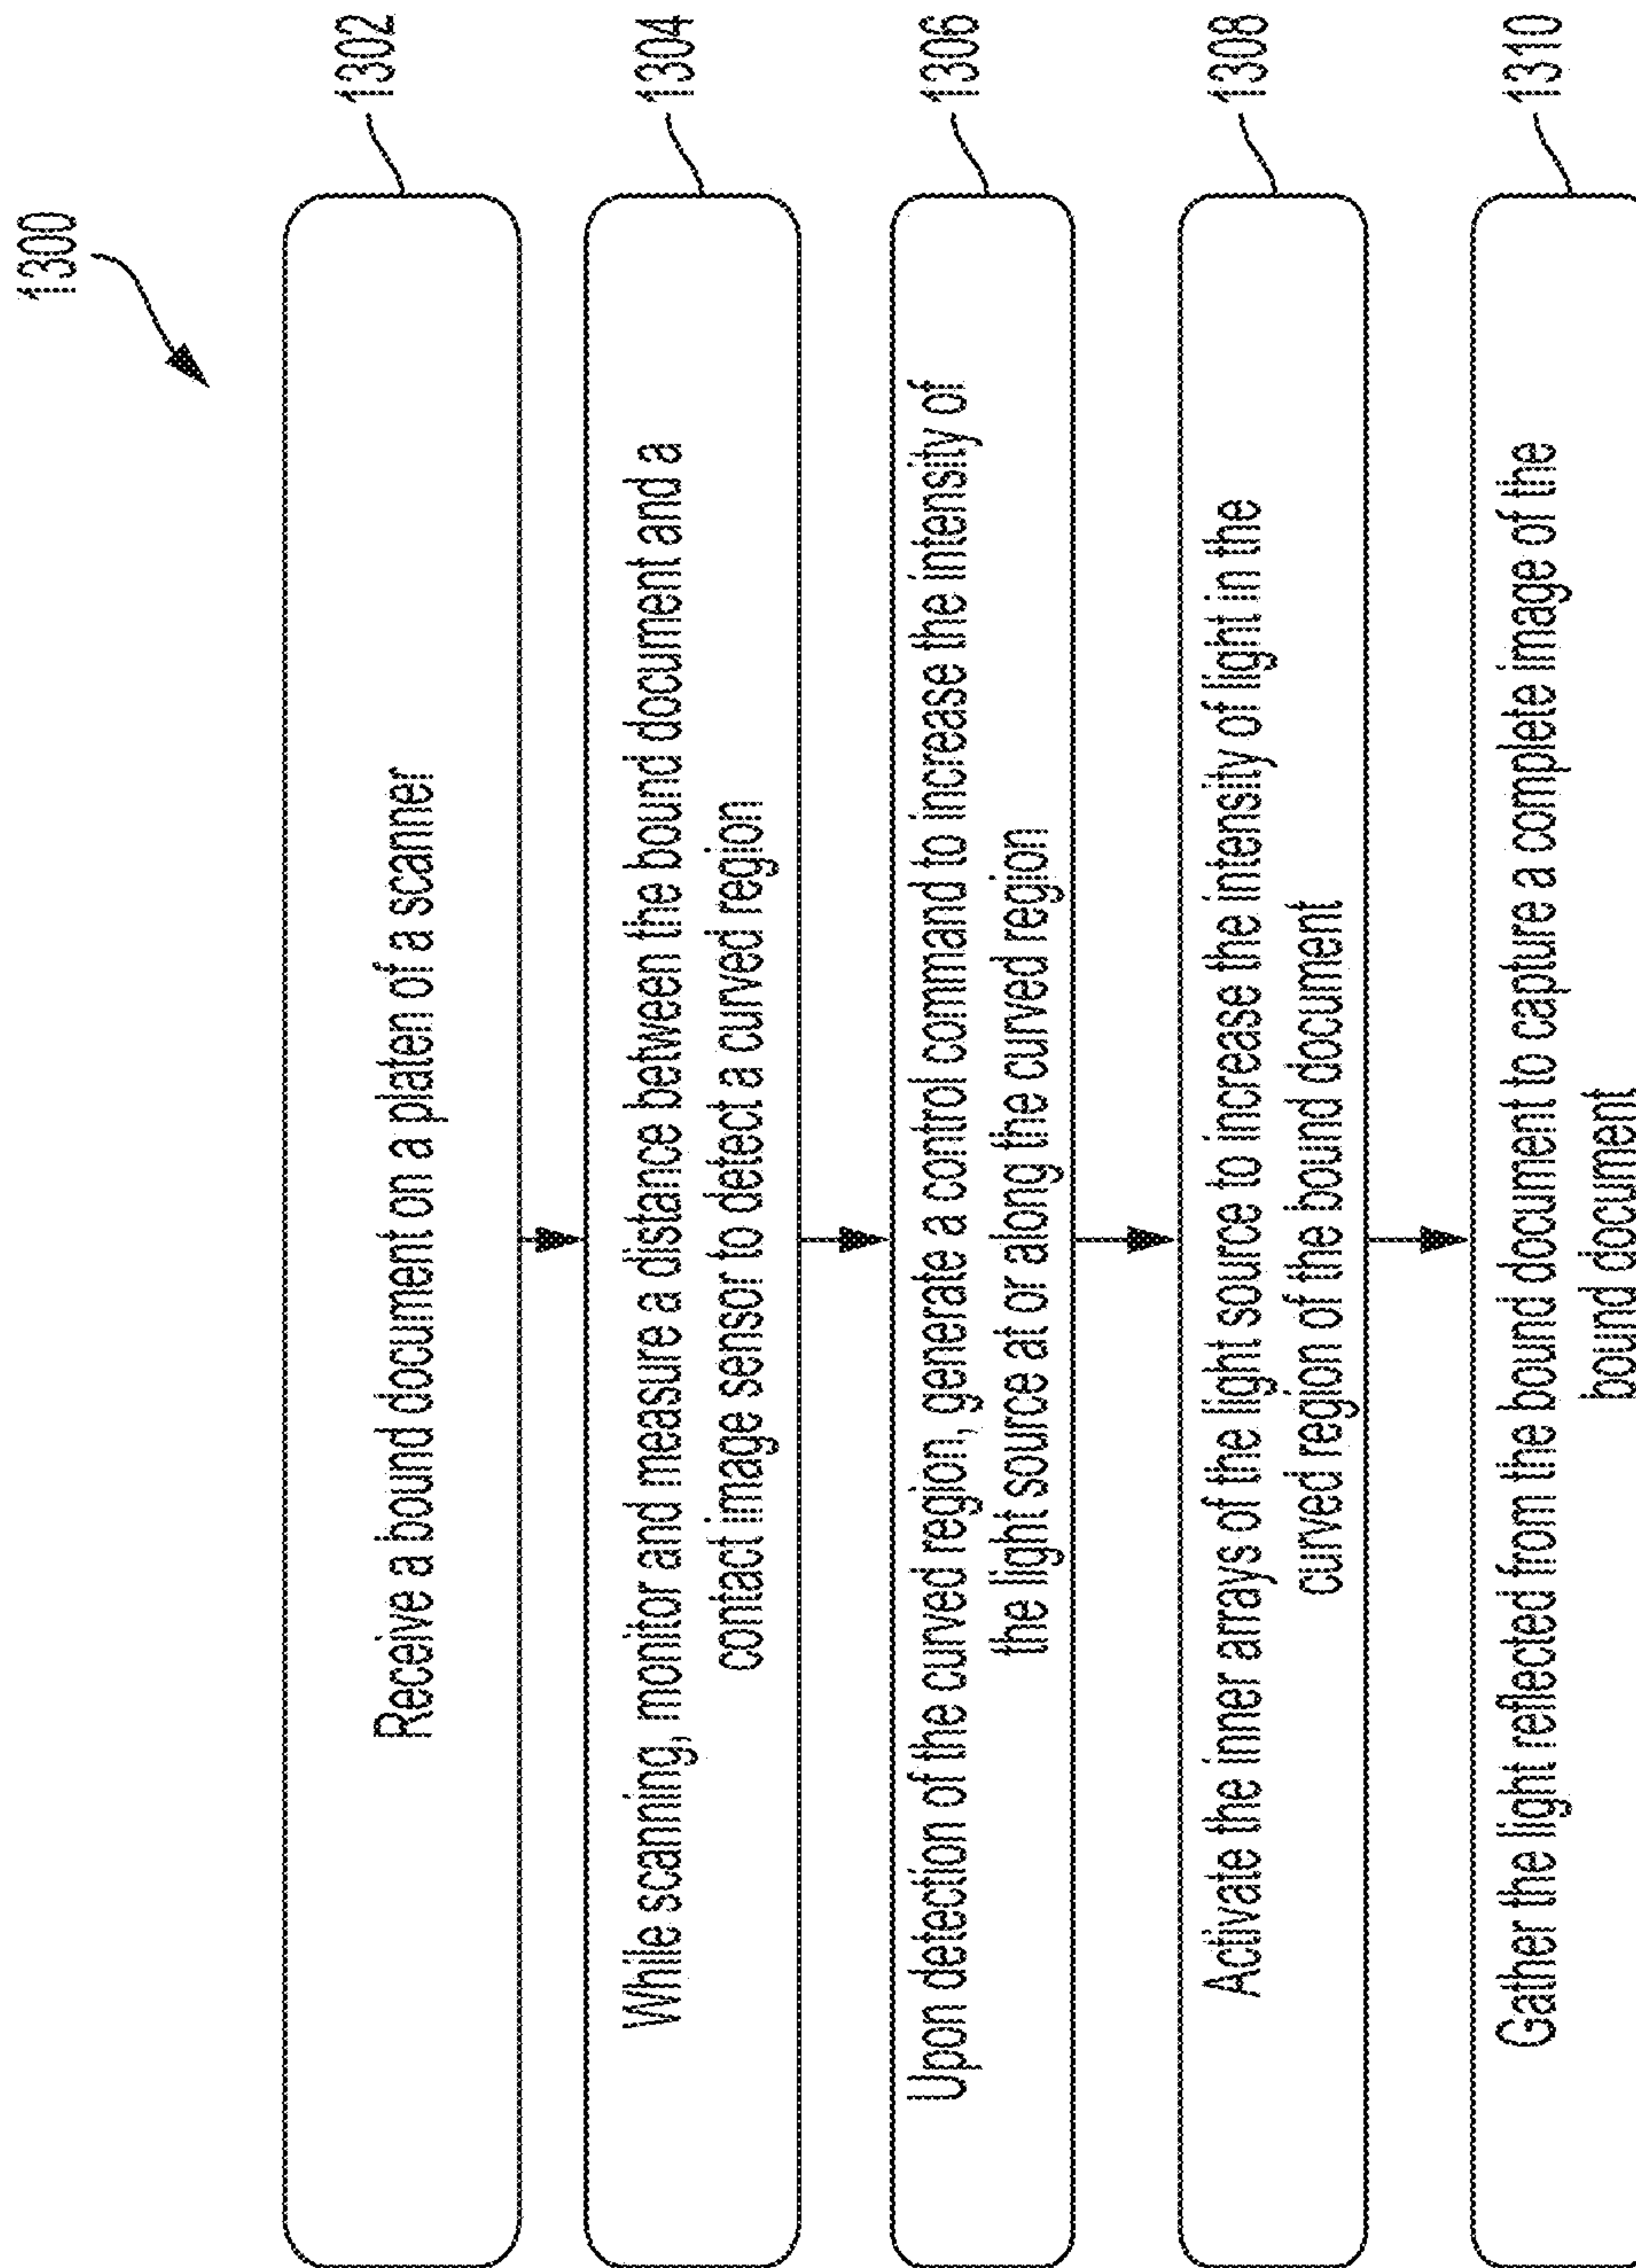 1300
Receive a bound document on a platen of a scanner
1302
While scanning, monitor and measure a distance between the bound document and a
contact image sensor to detect a curved region
1304
Upon detection of the curved region, generate a control command to increase the intensity of
the light source at or along the curved region
1306
Activate the inner arrays of the light source to increase the intensity of light in the
curved region of the bound document
1308
Gather the light reflected from the bound document to capture a complete image of the
bound document
1310